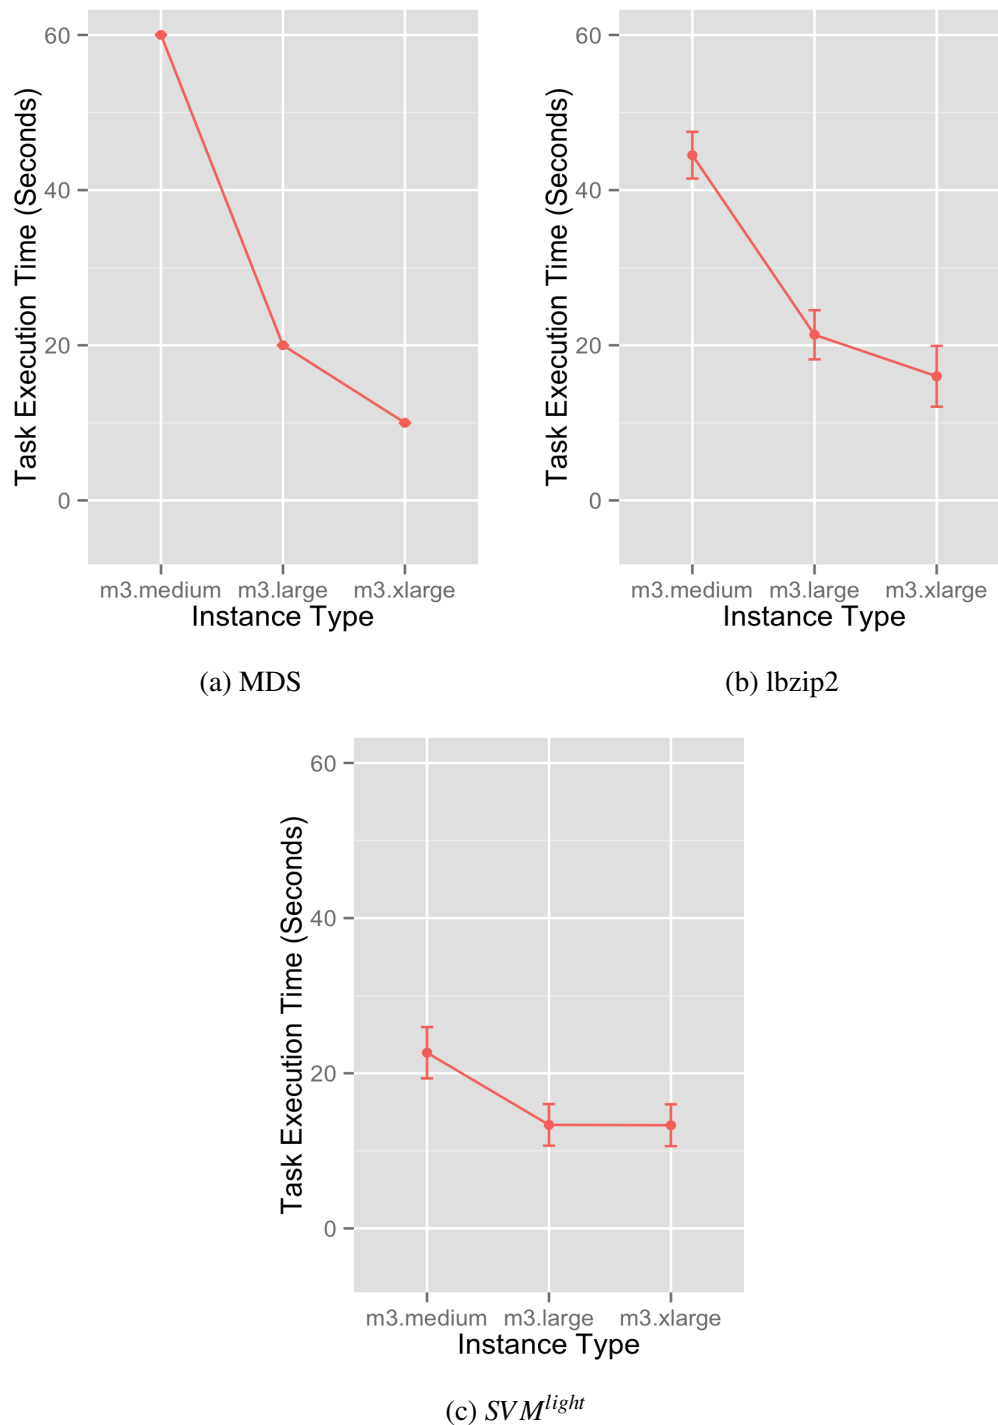 60
40
20
0
Task Execution Time (Seconds)
m3.medium m3.large m3.xlarge
Instance Type
(a) MDS
60
40
20
0
Task Execution Time (Seconds)
m3.medium m3.large m3.xlarge
Instance Type
(b) lbzip2
60
40
20
0
Task Execution Time (Seconds)
m3.medium m3.large m3.xlarge
Instance Type
(c) SVM^light